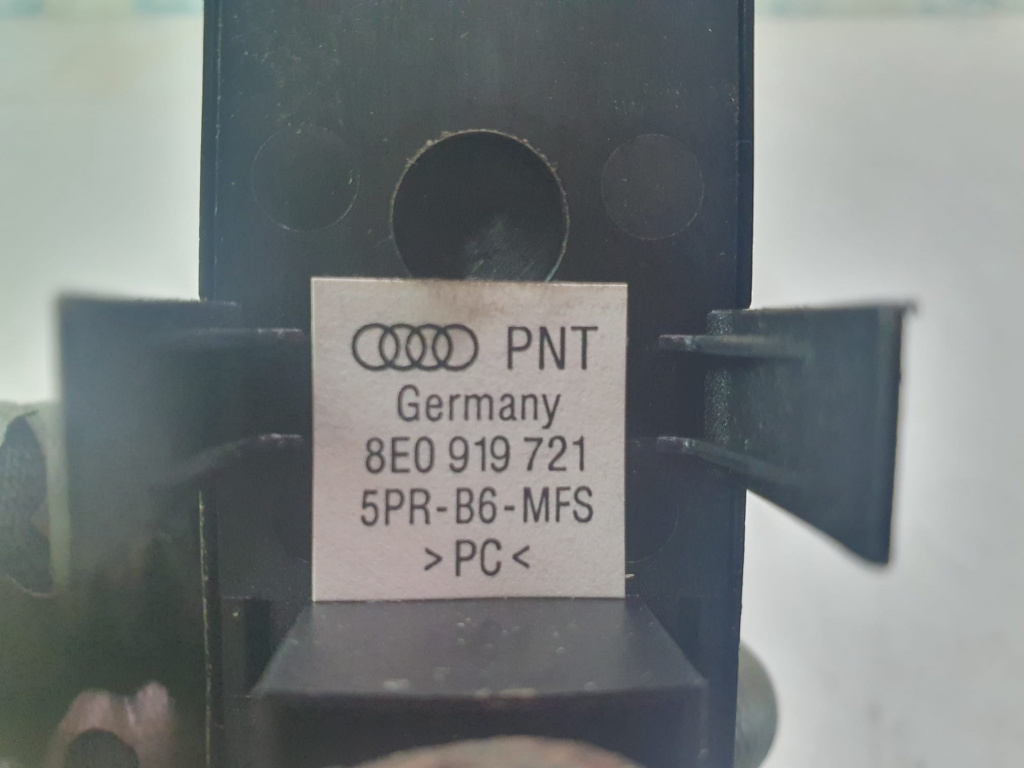 PNT
Germany
8E0 919 721
5PR-B6-MFS
>PC<